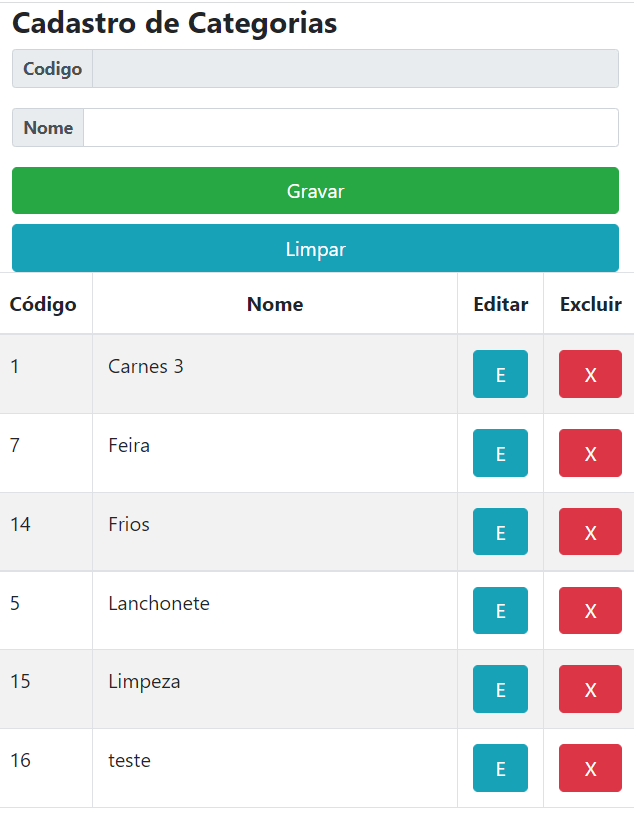 Cadastro de Categorias
Codigo
Nome
Gravar
Limpar
Código Nome Editar Excluir
1 Carnes 3 E X
7 Feira E X
14 Frios E X
5 Lanchonete E X
15 Limpeza E X
16 teste E X